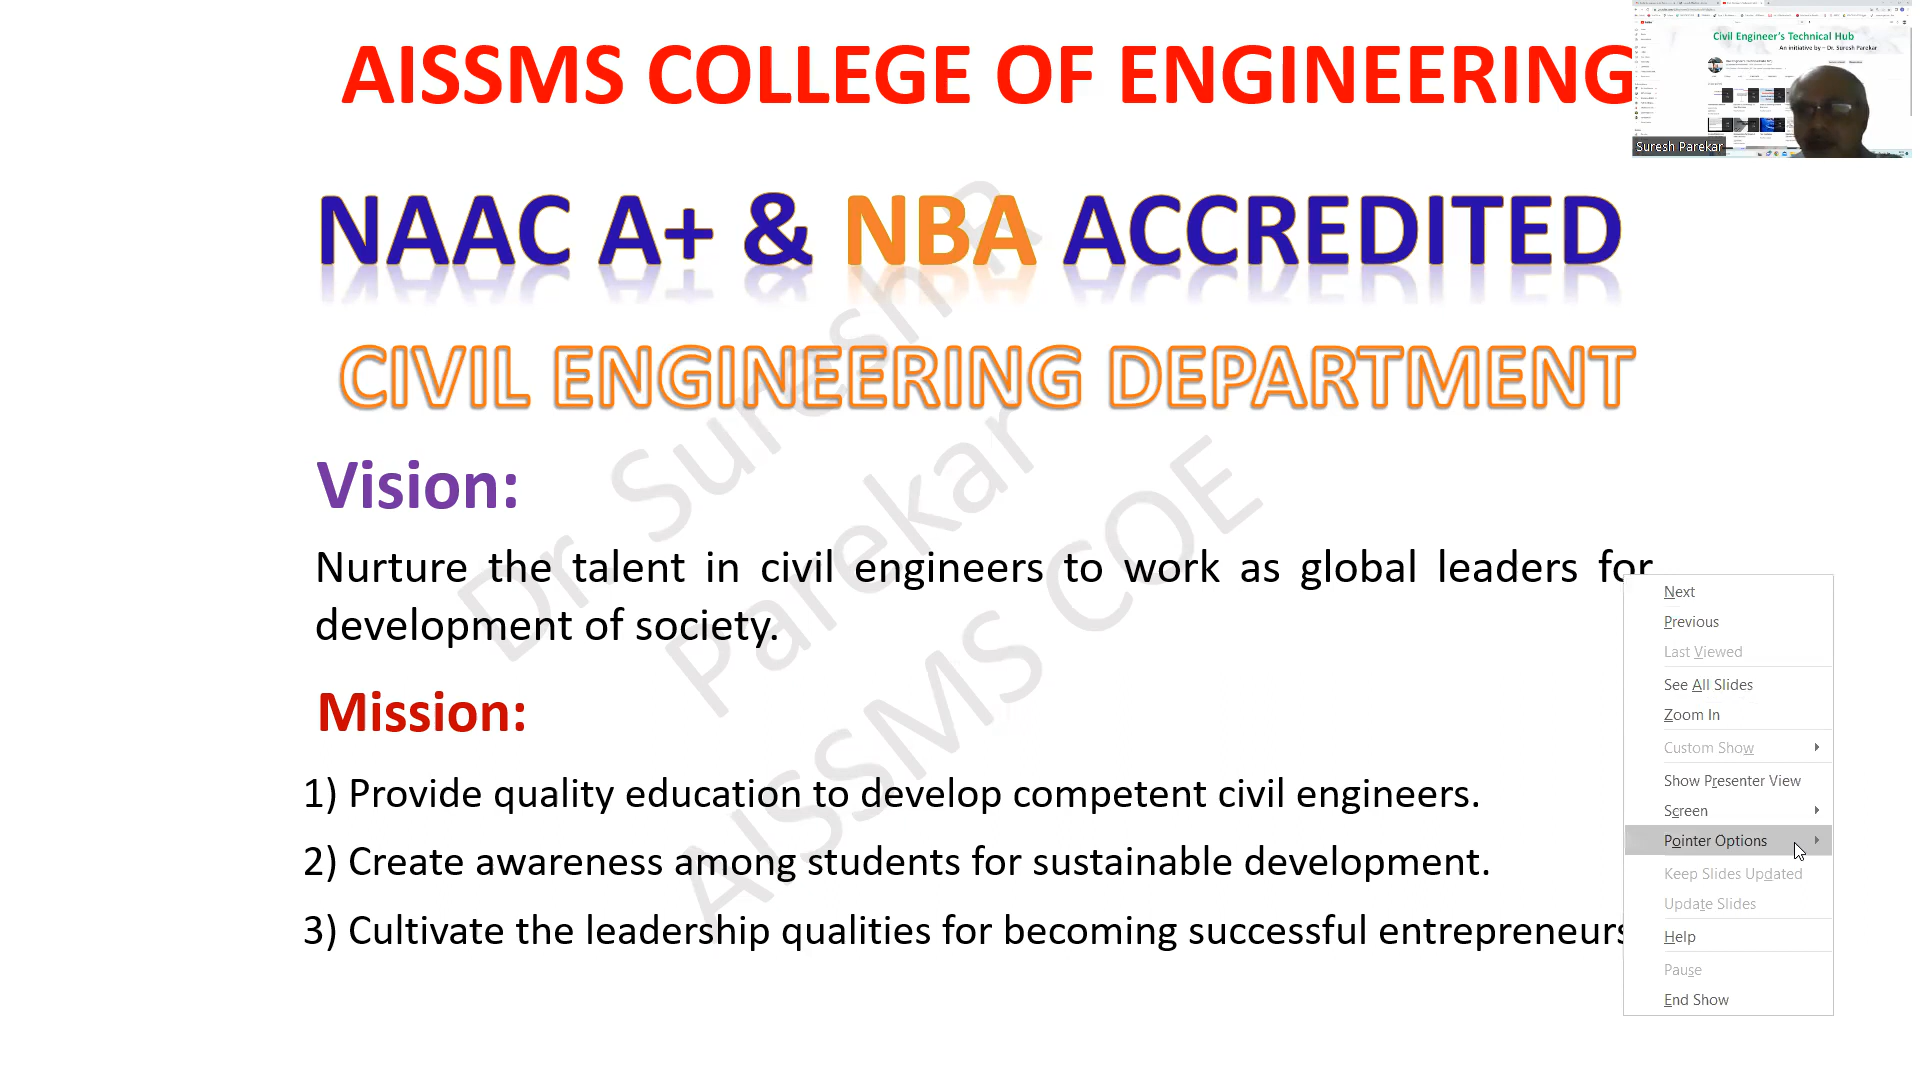 AISSMS COLLEGE OF ENGINEERING
Civil Engineer's Technical Hub
An initiative by – Dr. Suresh Parekar
Suresh Parekar
NAAC A+ & NBA ACCREDITED
CIVIL ENGINEERING DEPARTMENT
Dr. Suresh R
Parekar
AISSMS COE
Vision:
Nurture the talent in civil engineers to work as global leaders for
development of society.
Mission:
1) Provide quality education to develop competent civil engineers.
2) Create awareness among students for sustainable development.
3) Cultivate the leadership qualities for becoming successful entrepreneurs
Next
Previous
Last Viewed
See All Slides
Zoom In
Custom Show
Show Presenter View
Screen
Pointer Options
Keep Slides Updated
Update Slides
Help
Pause
End Show